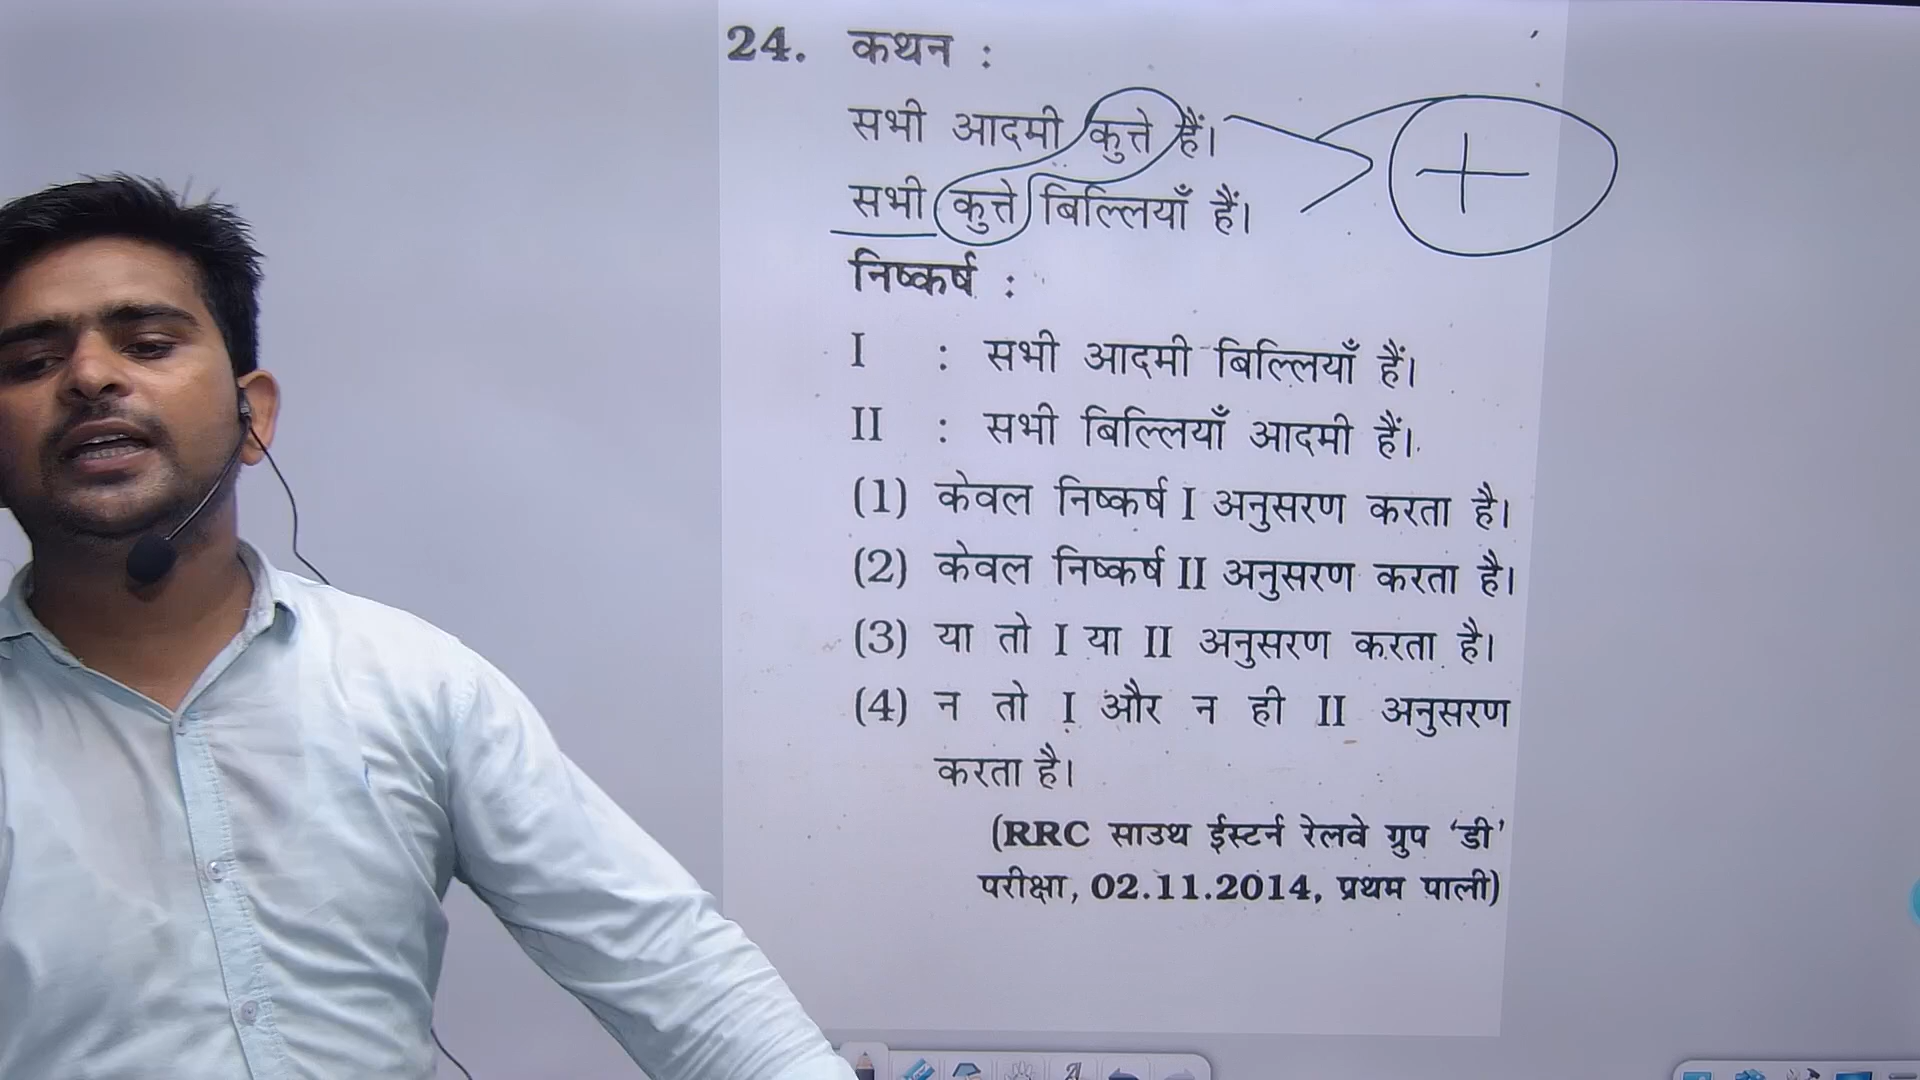 24. कथन :
सभी आदमी कुत्ते हैं।
सभी कुत्ते बिल्लियाँ हैं।
निष्कर्ष :
I : सभी आदमी बिल्लियाँ हैं।
II : सभी बिल्लियाँ आदमी हैं।
(1) केवल निष्कर्ष I अनुसरण करता है।
(2) केवल निष्कर्ष II अनुसरण करता है।
(3) या तो I या II अनुसरण करता है।
(4) न तो I और न ही II अनुसरण
करता है।
(RRC साउथ ईस्टर्न रेलवे ग्रुप ‘डी’
परीक्षा, 02.11.2014, प्रथम पाली)
+